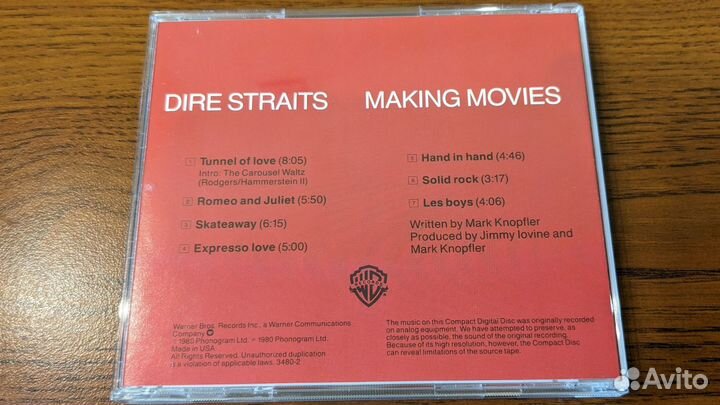 DIRE STRAITS MAKING MOVIES
1 Tunnel of love (8:05)
Intro: The Carousel Waltz
(Rodgers/Hammerstein II)
2 Romeo and Juliet (5:50)
3 Skateaway (6:15)
4 Expresso love (5:00)
5 Hand in hand (4:46)
6 Solid rock (3:17)
7 Les boys (4:06)
Written by Mark Knopfler
Produced by Jimmy Iovine and
Mark Knopfler
Warner Bros. Records Inc., a Warner Communications
Company
℗ 1980 Phonogram Ltd. © 1980 Phonogram Ltd.
Made in USA
All Rights Reserved. Unauthorized duplication
is a violation of applicable laws. 3480-2
The music on this Compact Digital Disc was originally recorded
on analog equipment. We have attempted to preserve, as
closely as possible, the sound of the original recording.
Because of its high resolution, however, the Compact Disc
can reveal limitations of the source tape.
Avito